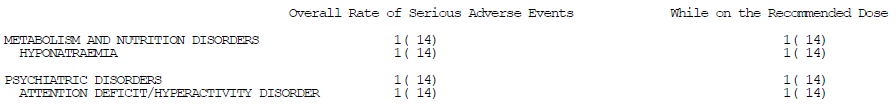 Overall Rate of Serious Adverse Events While on the Recommended Dose
METABOLISM AND NUTRITION DISORDERS 1( 14) 1( 14)
HYPONATRAEMIA 1( 14) 1( 14)
PSYCHIATRIC DISORDERS 1( 14) 1( 14)
ATTENTION DEFICIT/HYPERACTIVITY DISORDER 1( 14) 1( 14)